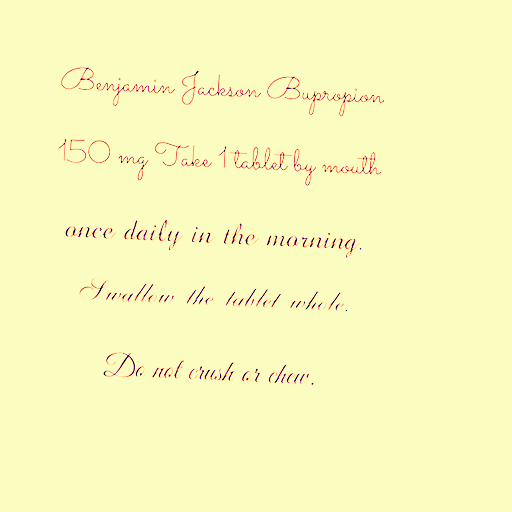 Benjamin Jackson Bupropion
150 mg Take 1 tablet by mouth
once daily in the morning.
Swallow the tablet whole.
Do not crush or chew.